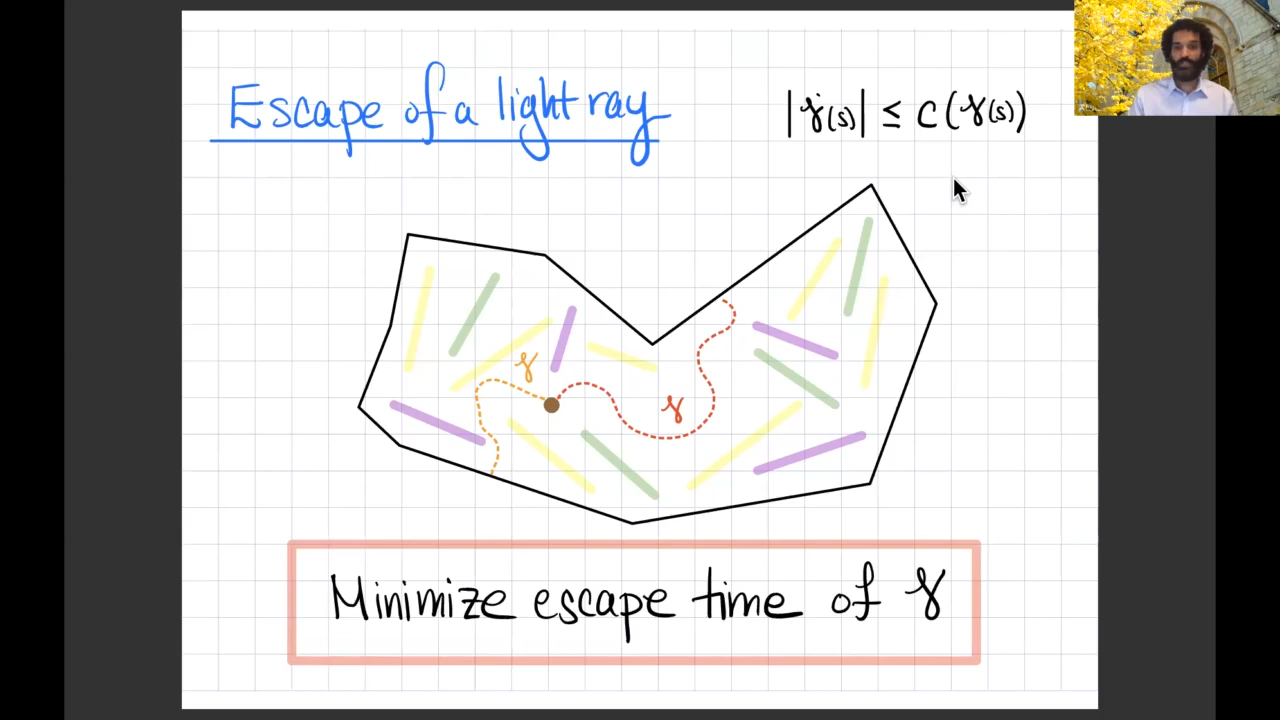 Escape of a light ray
|γ̇(s)| ≤ c(γ(s))
γ
γ
Minimize escape time of γ